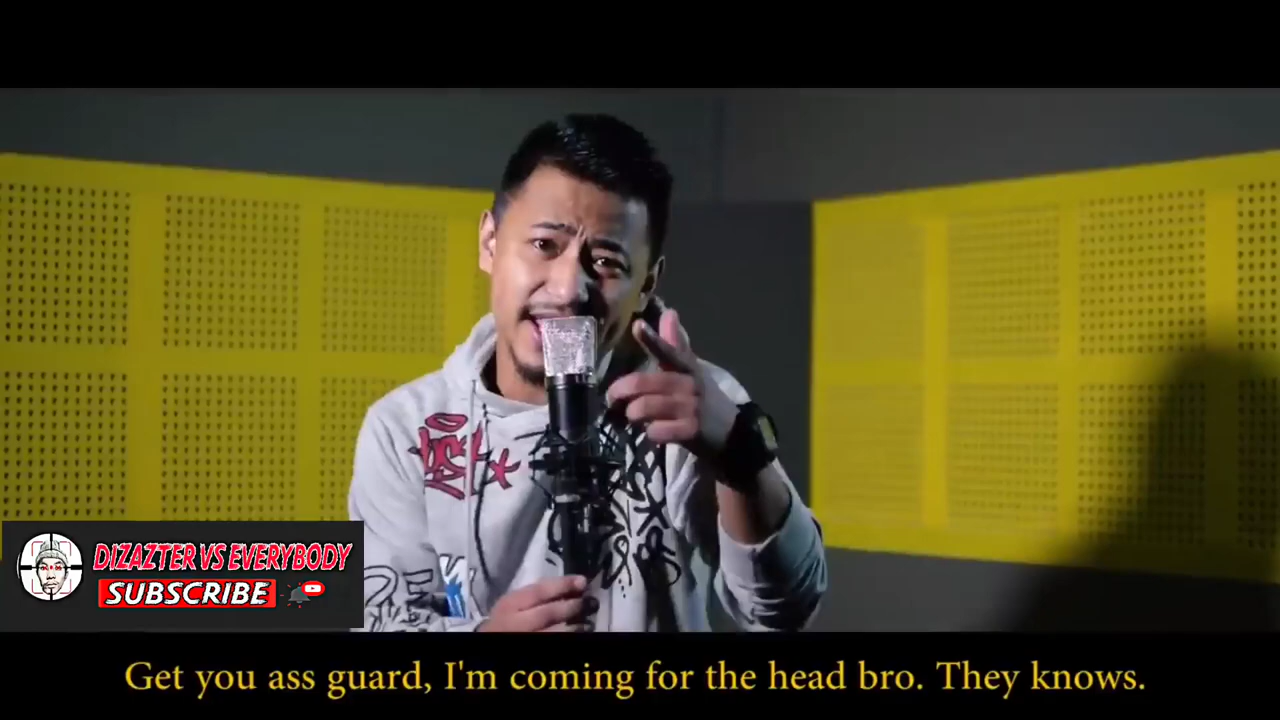 DIZAZTER VS EVERYBODY
SUBSCRIBE
Get you ass guard, I'm coming for the head bro. They knows.